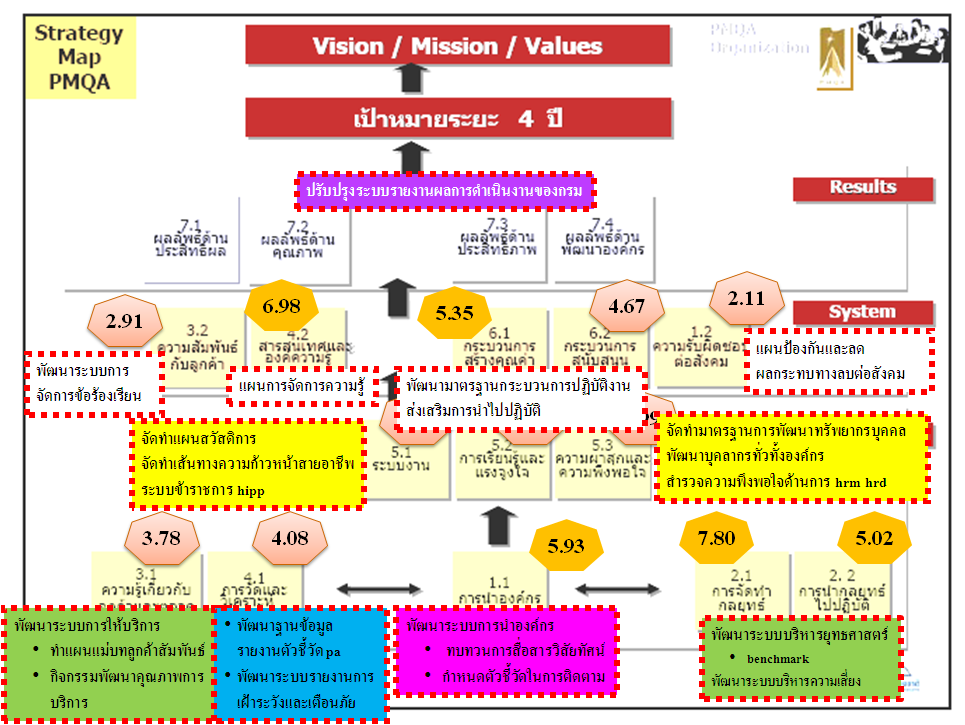 Strategy
Map
PMQA
Vision / Mission / Values
PMQA
Organization
เป้าหมายระยะ 4 ปี
ปรับปรุงระบบรายงานผลการดำเนินงานของกรม
Results
7.1
ผลลัพธ์ด้าน
ประสิทธิผล
7.2
ผลลัพธ์ด้าน
คุณภาพ
7.3
ผลลัพธ์ด้าน
ประสิทธิภาพ
7.4
ผลลัพธ์ด้าน
พัฒนาองค์กร
System
2.91
6.98
5.35
4.67
2.11
3.2
ความสัมพันธ์
กับลูกค้า
4.2
สารสนเทศและ
องค์ความรู้
6.1
กระบวนการ
สร้างคุณค่า
6.2
กระบวนการ
สนับสนุน
1.2
ความรับผิดชอบ
ต่อสังคม
พัฒนาระบบการ
จัดการข้อร้องเรียน
แผนการจัดการความรู้
พัฒนามาตรฐานกระบวนการปฏิบัติงาน
ส่งเสริมการนำไปปฏิบัติ
แผนป้องกันและลด
ผลกระทบทางลบต่อสังคม
จัดทำแผนสวัสดิการ
จัดทำเส้นทางความก้าวหน้าสายอาชีพ
ระบบข้าราชการ hipp
5.1
ระบบงาน
5.2
การเรียนรู้และ
แรงจูงใจ
5.3
ความผาสุกและ
ความพึงพอใจ
จัดทำมาตรฐานการพัฒนาทรัพยากรบุคคล
พัฒนาบุคลากรทั่วทั้งองค์กร
สำรวจความพึงพอใจด้านการ hrm hrd
3.78
4.08
5.93
7.80
5.02
3.1
ความรู้เกี่ยวกับ
4.1
การวัดและ
วิเคราะห์
1.1
การนำองค์กร
2.1
การจัดทำ
กลยุทธ์
2. 2
การนำกลยุทธ์
ไปปฏิบัติ
พัฒนาระบบการให้บริการ
• ทำแผนแม่บทลูกค้าสัมพันธ์
• กิจกรรมพัฒนาคุณภาพการ
บริการ
• พัฒนาฐานข้อมูล
รายงานตัวชี้วัด pa
• พัฒนาระบบรายงานการ
เฝ้าระวังและเตือนภัย
พัฒนาระบบการนำองค์กร
• ทบทวนการสื่อสารวิสัยทัศน์
• กำหนดตัวชี้วัดในการติดตาม
พัฒนาระบบบริหารยุทธศาสตร์
• benchmark
พัฒนาระบบบริหารความเสี่ยง